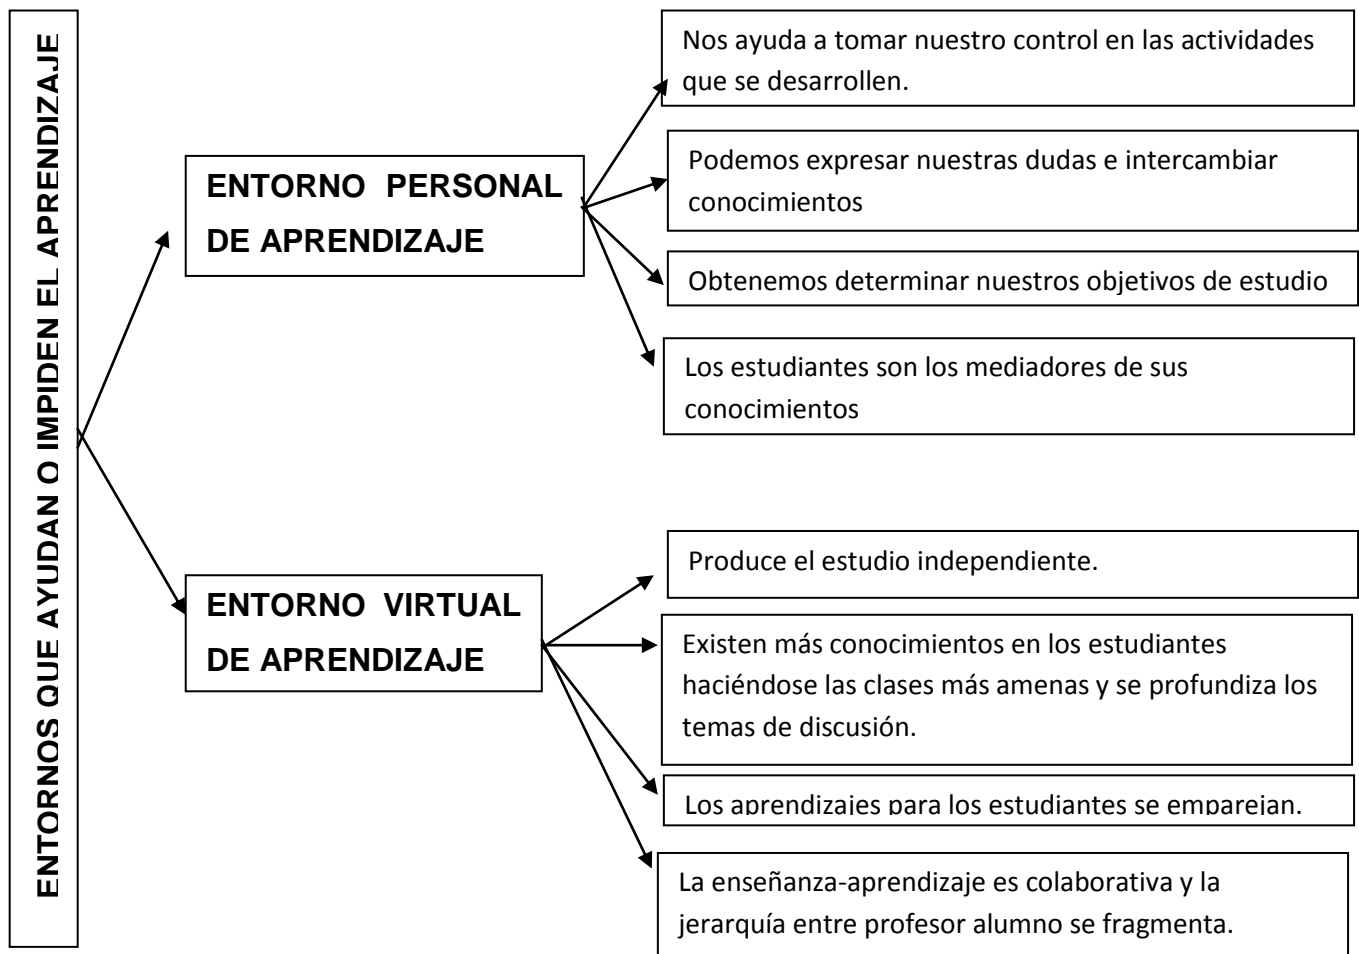 ENTORNOS QUE AYUDAN O IMPIDEN EL APRENDIZAJE
ENTORNO PERSONAL
DE APRENDIZAJE
Nos ayuda a tomar nuestro control en las actividades
que se desarrollen.
Podemos expresar nuestras dudas e intercambiar
conocimientos
Obtenemos determinar nuestros objetivos de estudio
Los estudiantes son los mediadores de sus
conocimientos
ENTORNO VIRTUAL
DE APRENDIZAJE
Produce el estudio independiente.
Existen más conocimientos en los estudiantes
haciéndose las clases más amenas y se profundiza los
temas de discusión.
Los aprendizajes para los estudiantes se emparejan.
La enseñanza-aprendizaje es colaborativa y la
jerarquía entre profesor alumno se fragmenta.